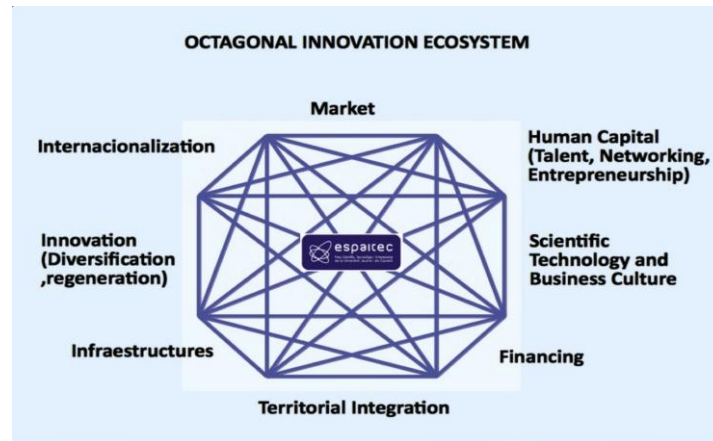 OCTAGONAL INNOVATION ECOSYSTEM
Market
Internacionalization
Human Capital
(Talent, Networking,
Entrepreneurship)
Innovation
(Diversification
,regeneration)
espaitec
Scientific
Technology and
Business Culture
Infraestructures
Financing
Territorial Integration